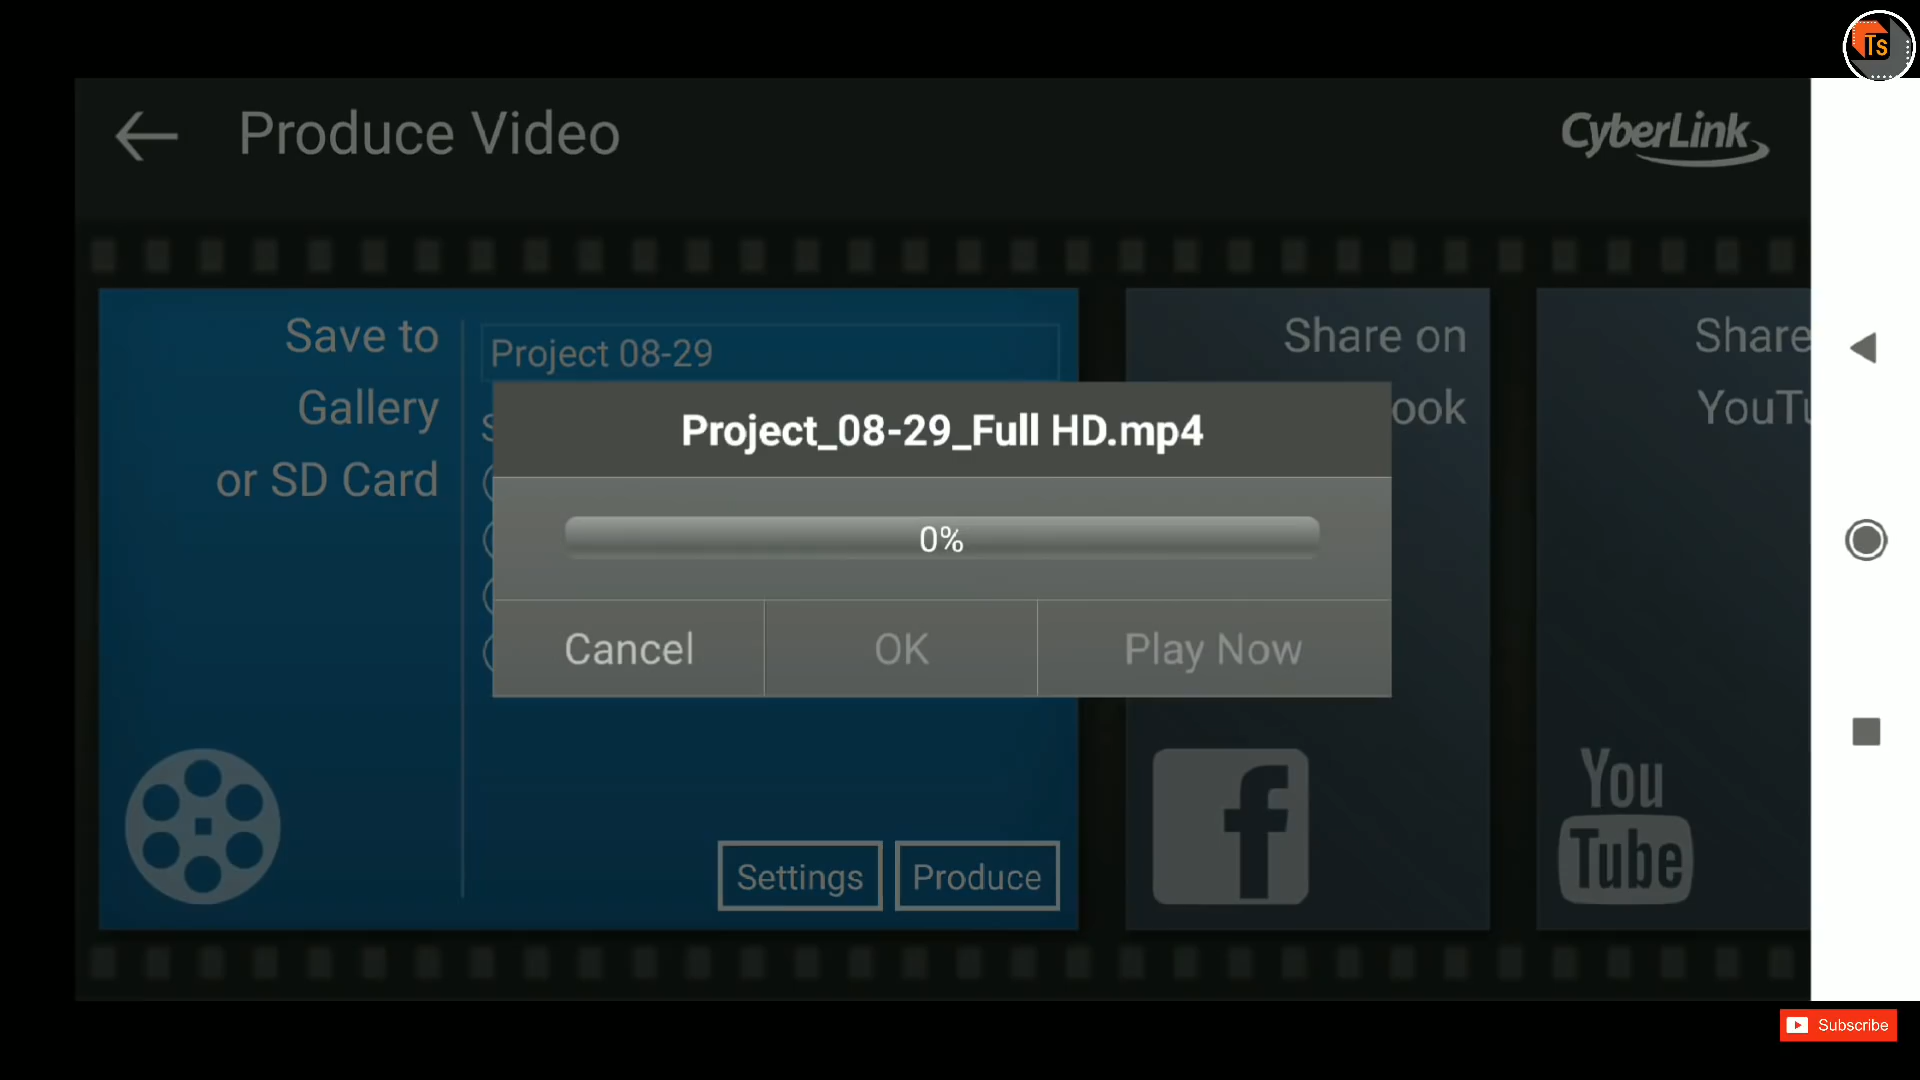 Ts
Produce Video
CyberLink
Save to
Gallery
or SD Card
Project 08-29
Share on
ook
Share
YouTu
Project_08-29_Full HD.mp4
0%
Cancel
OK
Play Now
Settings
Produce
f
You
Tube
Subscribe